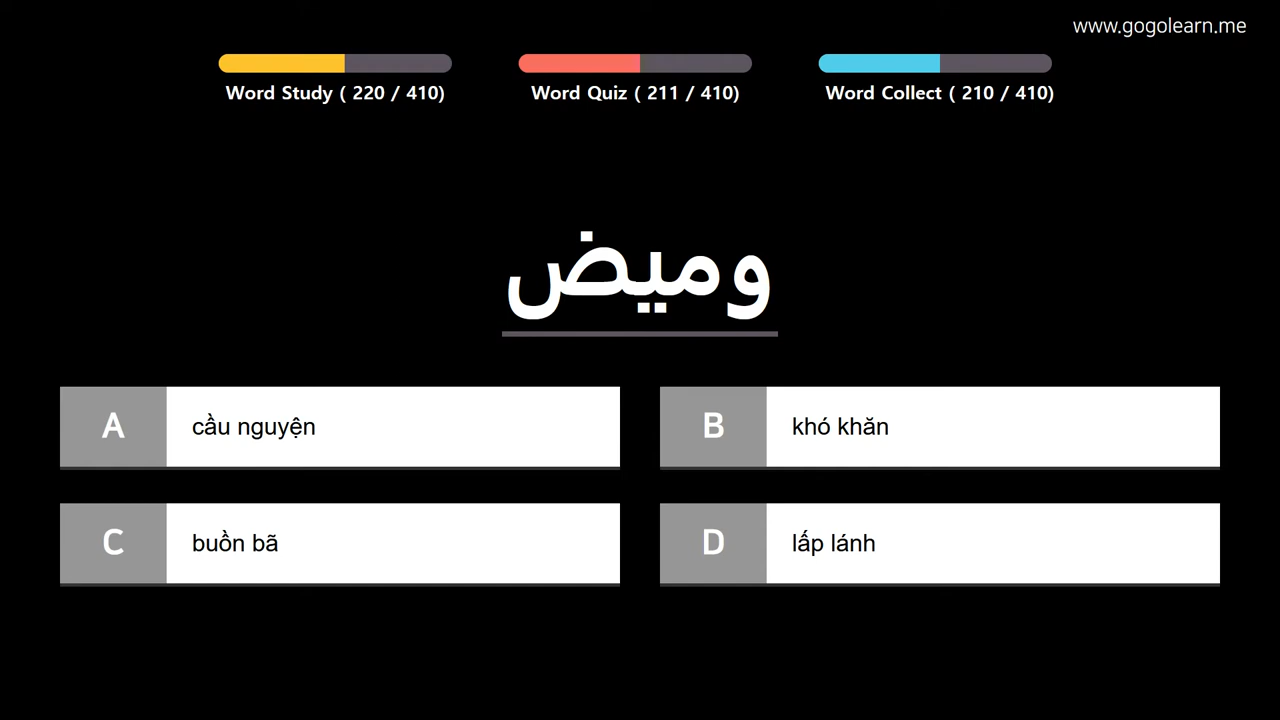 www.gogolearn.me
Word Study ( 220 / 410)
Word Quiz ( 211 / 410)
Word Collect ( 210 / 410)
وميض
A
cầu nguyện
B
khó khăn
C
buồn bã
D
lấp lánh